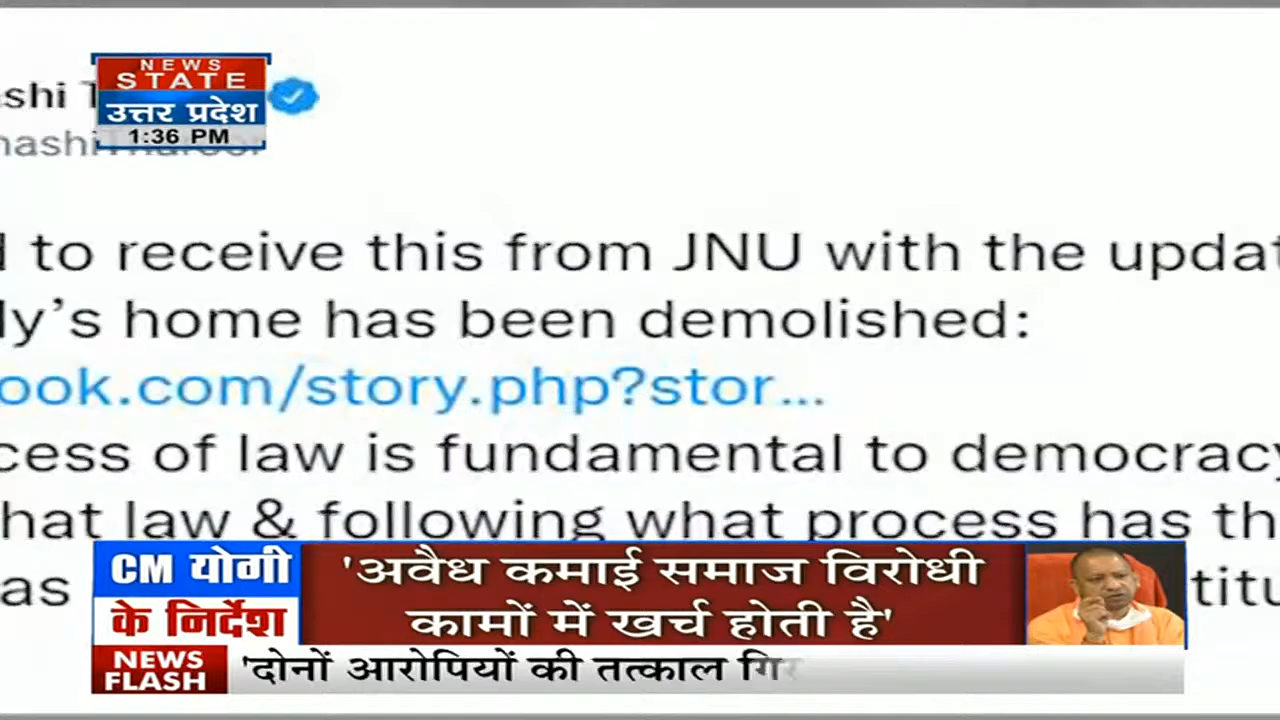 NEWS
STATE
उत्तर प्रदेश
1:36 PM
ashi T
to receive this from JNU with the updat
ly's home has been demolished:
ook.com/story.php?stor...
cess of law is fundamental to democracy
hat law & following what process has th
as
titu
CM योगी
के निर्देश
'अवैध कमाई समाज विरोधी
कामों में खर्च होती है'
NEWS
FLASH
'दोनों आरोपियों की तत्काल